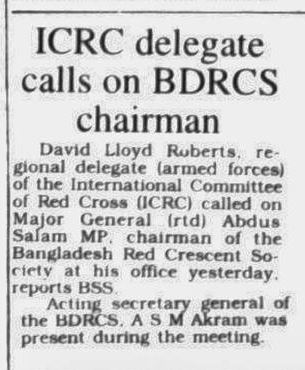 ICRC delegate
calls on BDRCS
chairman
David Lloyd Roberts, re-
gional delegate (armed forces)
of the International Committee
of Red Cross (ICRC) called on
Major General (rtd) Abdus
Salam MP, chairman of the
Bangladesh Red Crescent So-
ciety at his office yesterday,
reports BSS.
Acting secretary general of
the BDRCS, A S M Akram was
present during the meeting.